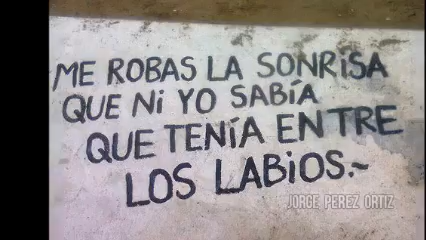 ME ROBAS LA SONRiSA
QUE Ni YO SABÍA
QUE TENÍA ENTRE
LOS LABiOS.~
JORGE PEREZ ORTIZ